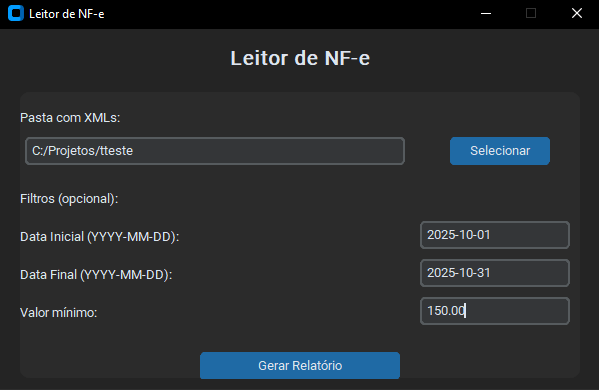 Leitor de NF-e
Leitor de NF-e
Pasta com XMLs:
C:/Projetos/tteste Selecionar
Filtros (opcional):
Data Inicial (YYYY-MM-DD): 2025-10-01
Data Final (YYYY-MM-DD): 2025-10-31
Valor mínimo: 150.00
Gerar Relatório